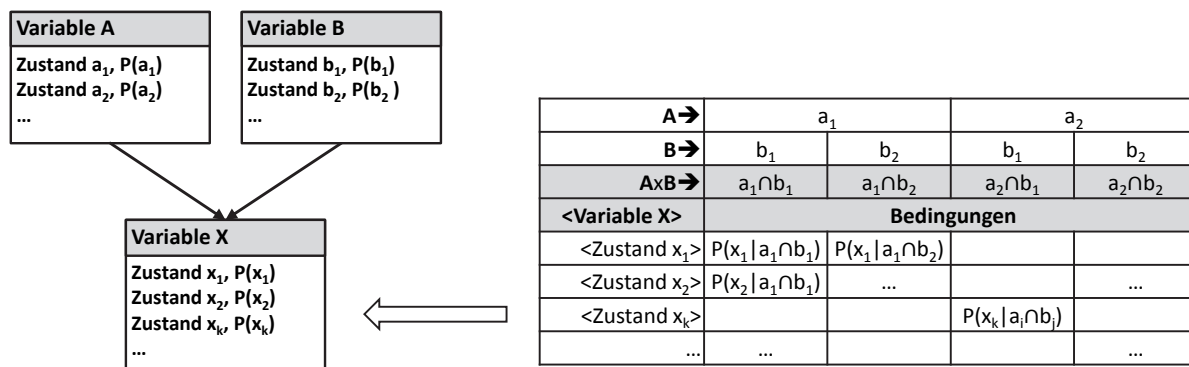 Variable A
Zustand a₁, P(a₁)
Zustand a₂, P(a₂)
...
Variable B
Zustand b₁, P(b₁)
Zustand b₂, P(b₂ )
...
Variable X
Zustand x₁, P(x₁)
Zustand x₂, P(x₂)
Zustand xₖ, P(xₖ)
...
A➔ a₁ a₂
B➔ b₁ b₂ b₁ b₂
AxB➔ a₁∩b₁ a₁∩b₂ a₂∩b₁ a₂∩b₂
<Variable X> Bedingungen
<Zustand x₁> P(x₁|a₁∩b₁) P(x₁|a₁∩b₂)
<Zustand x₂> P(x₂|a₁∩b₁) ... ...
<Zustand xₖ> P(xₖ|aᵢ∩bⱼ)
... ... ...